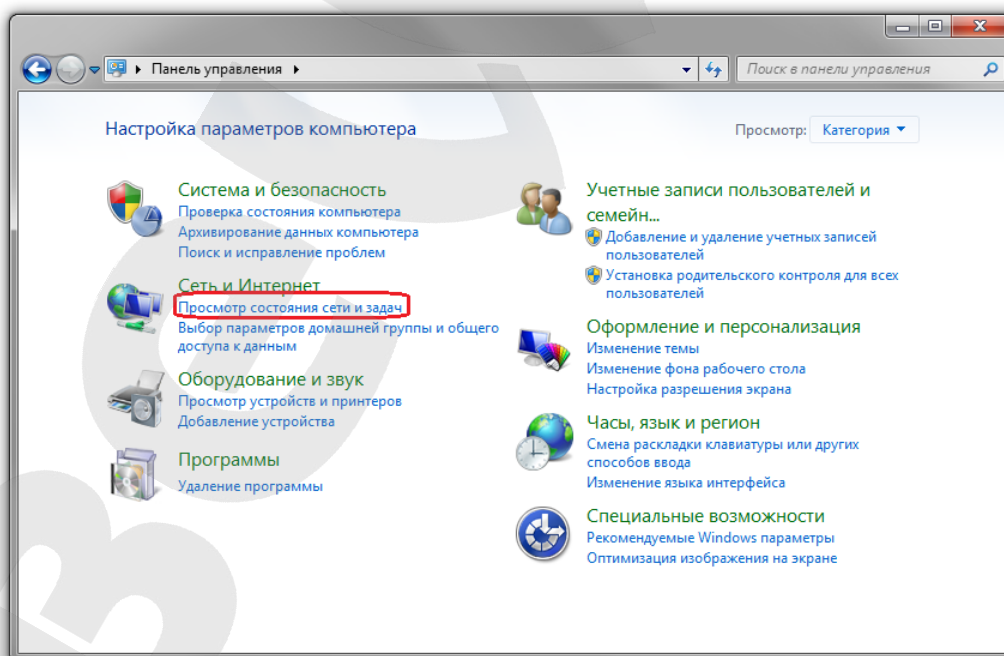 Панель управления
Поиск в панели управления
Настройка параметров компьютера
Просмотр: Категория
Система и безопасность
Проверка состояния компьютера
Архивирование данных компьютера
Поиск и исправление проблем
Сеть и Интернет
Просмотр состояния сети и задач
Выбор параметров домашней группы и общего
доступа к данным
Оборудование и звук
Просмотр устройств и принтеров
Добавление устройства
Программы
Удаление программы
Учетные записи пользователей и
семейн...
Добавление и удаление учетных записей
пользователей
Установка родительского контроля для всех
пользователей
Оформление и персонализация
Изменение темы
Изменение фона рабочего стола
Настройка разрешения экрана
Часы, язык и регион
Смена раскладки клавиатуры или других
способов ввода
Изменение языка интерфейса
Специальные возможности
Рекомендуемые Windows параметры
Оптимизация изображения на экране